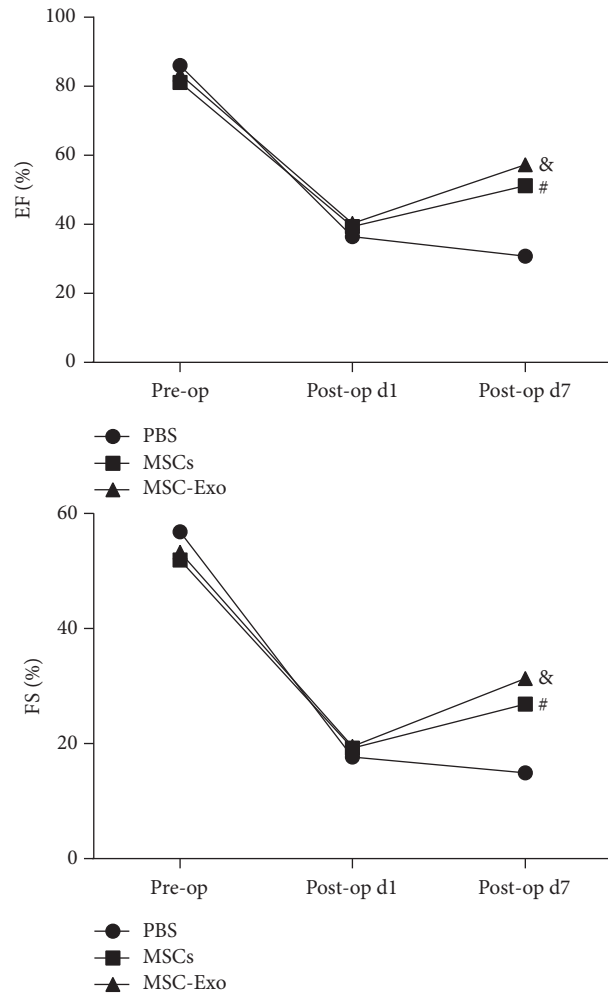 100
80
60
40
20
0
EF (%)
&
#
Pre-op Post-op d1 Post-op d7
PBS
MSCs
MSC-Exo
60
40
20
0
FS (%)
&
#
Pre-op Post-op d1 Post-op d7
PBS
MSCs
MSC-Exo